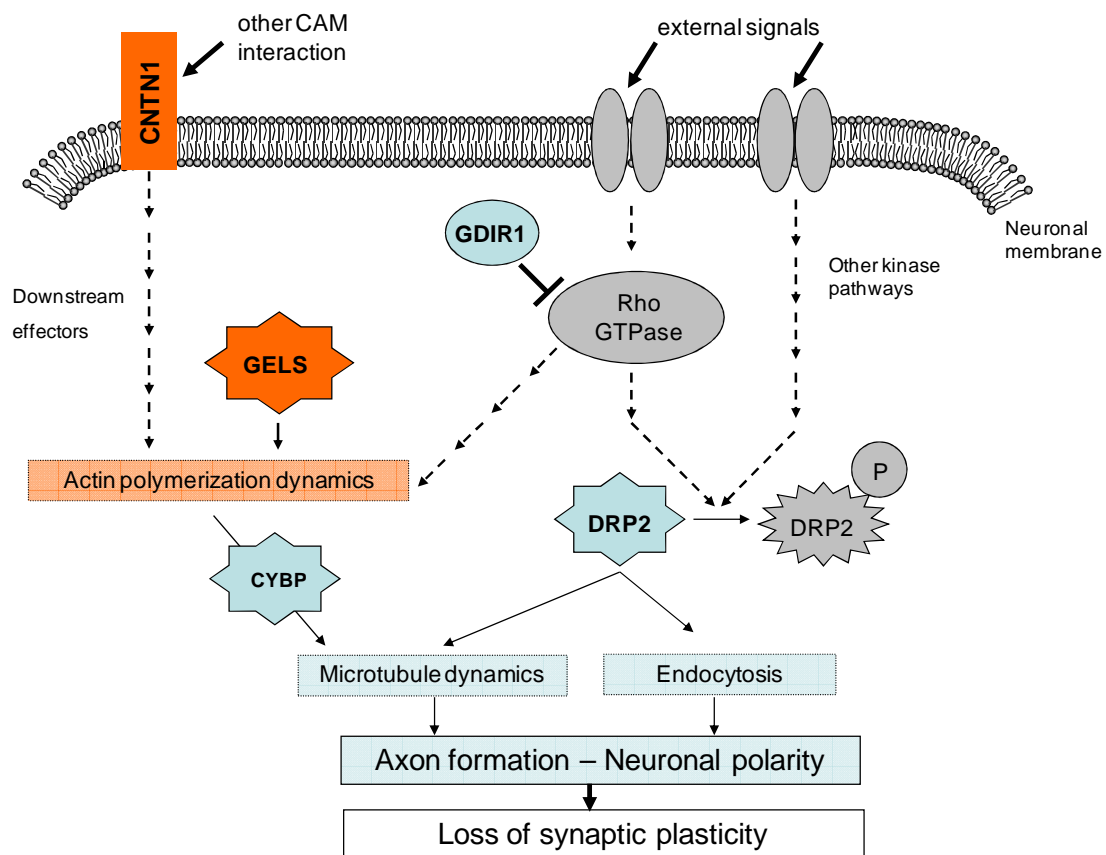 other CAM
interaction
external signals
CNTN1
Neuronal
membrane
GDIR1
Other kinase
pathways
Downstream
effectors
Rho
GTPase
GELS
P
Actin polymerization dynamics
DRP2
DRP2
CYBP
Microtubule dynamics
Endocytosis
Axon formation – Neuronal polarity
Loss of synaptic plasticity